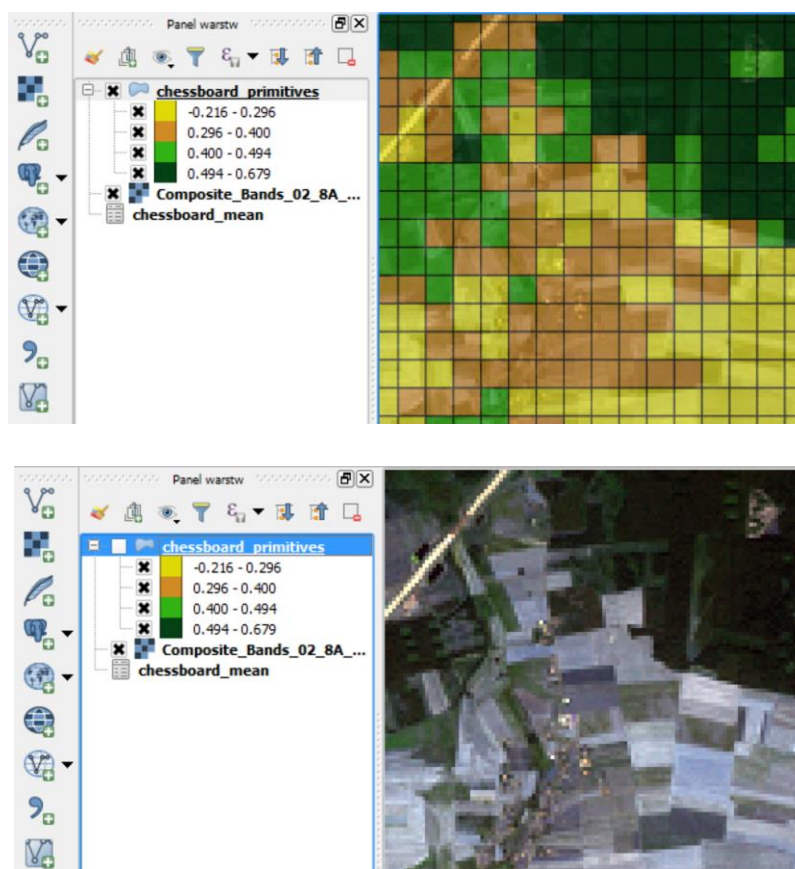 Panel warstw
chessboard_primitives
-0.216 - 0.296
0.296 - 0.400
0.400 - 0.494
0.494 - 0.679
Composite_Bands_02_8A_...
chessboard_mean
Panel warstw
chessboard_primitives
-0.216 - 0.296
0.296 - 0.400
0.400 - 0.494
0.494 - 0.679
Composite_Bands_02_8A_...
chessboard_mean